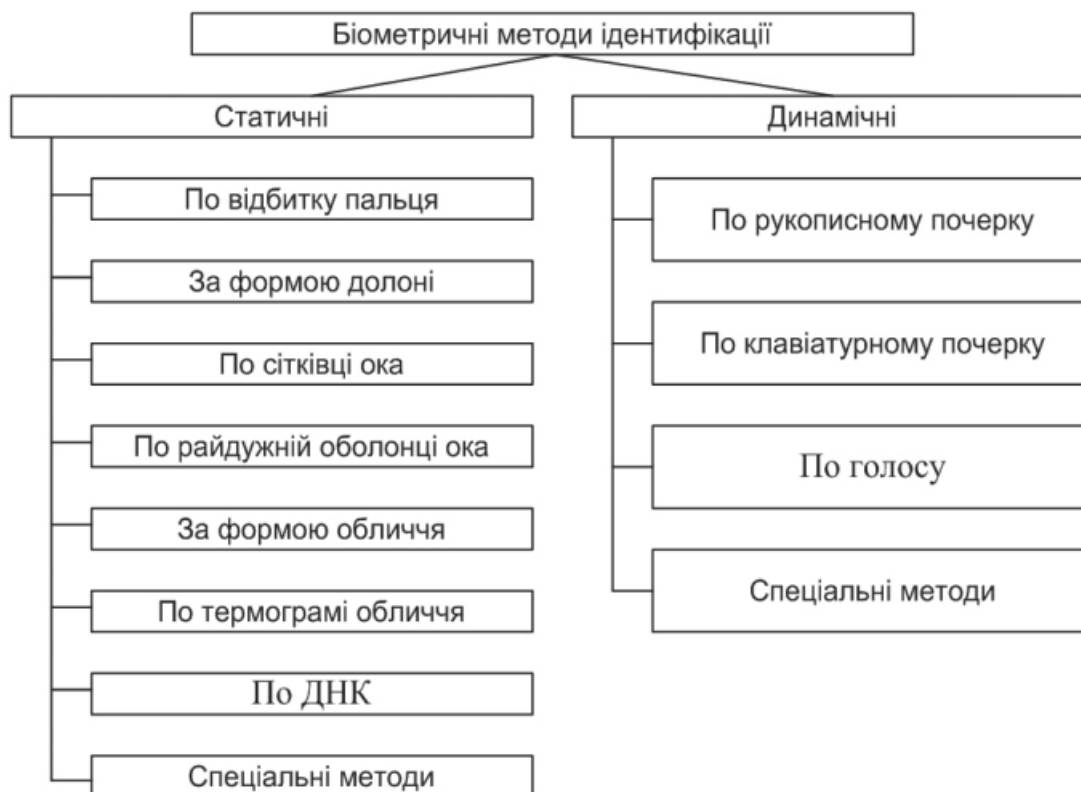 Біометричні методи ідентифікації
Статичні
По відбитку пальця
За формою долоні
По сітківці ока
По райдужній оболонці ока
За формою обличчя
По термограмі обличчя
По ДНК
Спеціальні методи
Динамічні
По рукописному почерку
По клавіатурному почерку
По голосу
Спеціальні методи